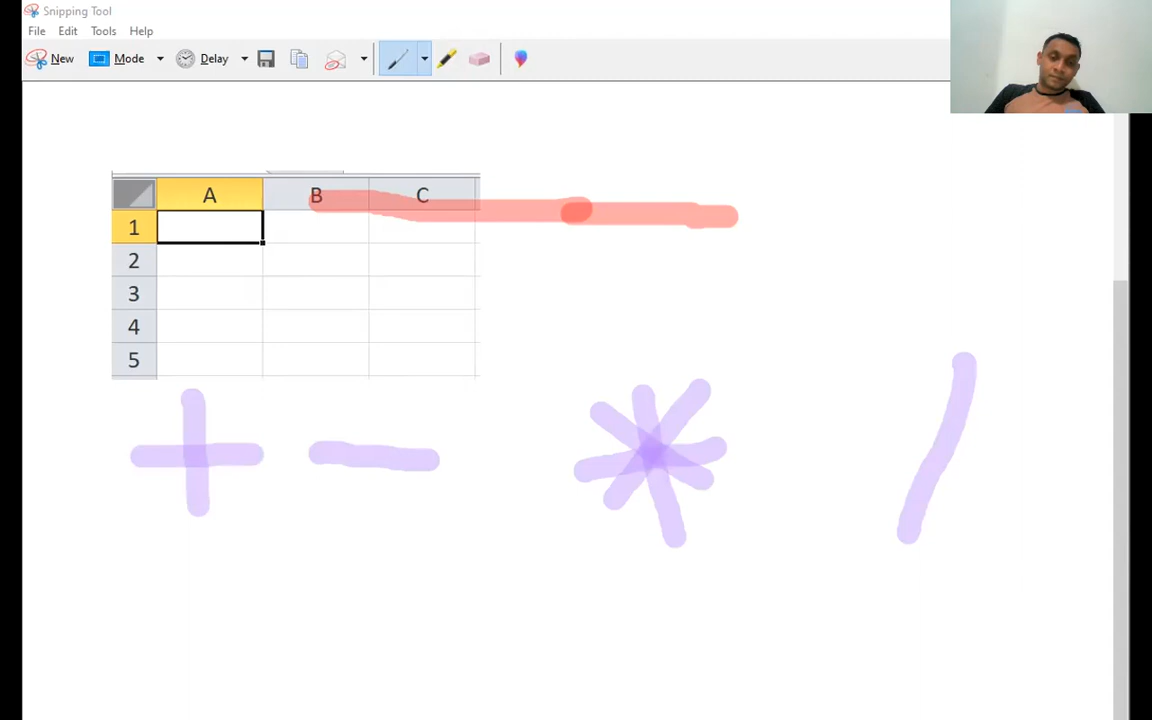 Snipping Tool
File Edit Tools Help
New Mode Delay
A B C
1
2
3
4
5
+ - * /